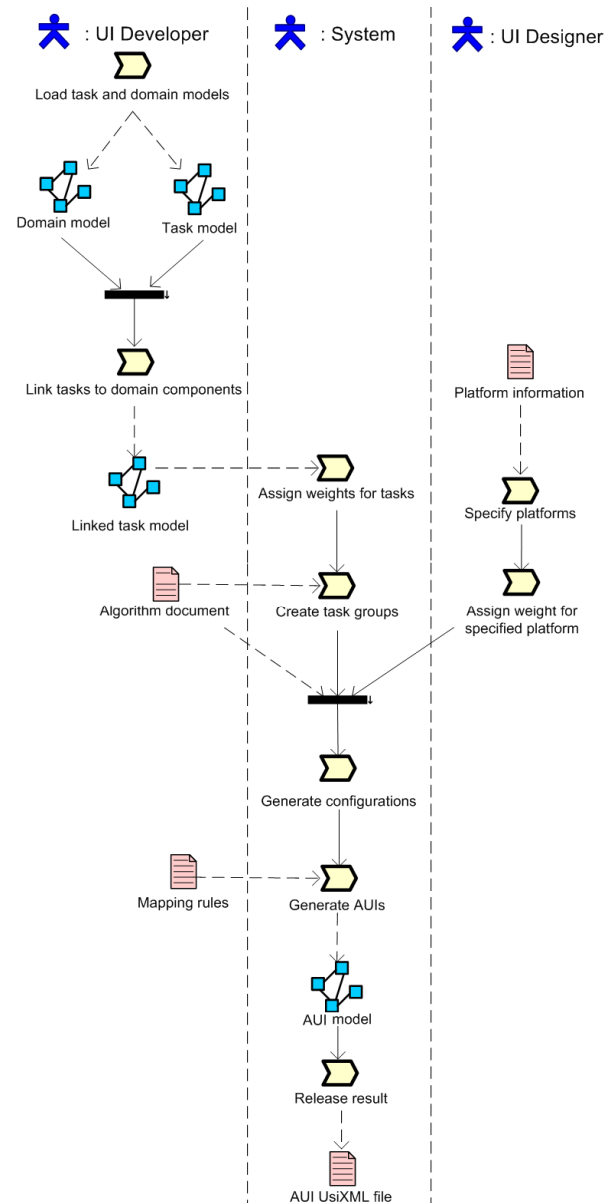 : UI Developer
: System
: UI Designer
Load task and domain models
Domain model
Task model
Link tasks to domain components
Platform information
Linked task model
Assign weights for tasks
Specify platforms
Algorithm document
Create task groups
Assign weight for
specified platform
Generate configurations
Mapping rules
Generate AUIs
AUI model
Release result
AUI UsiXML file